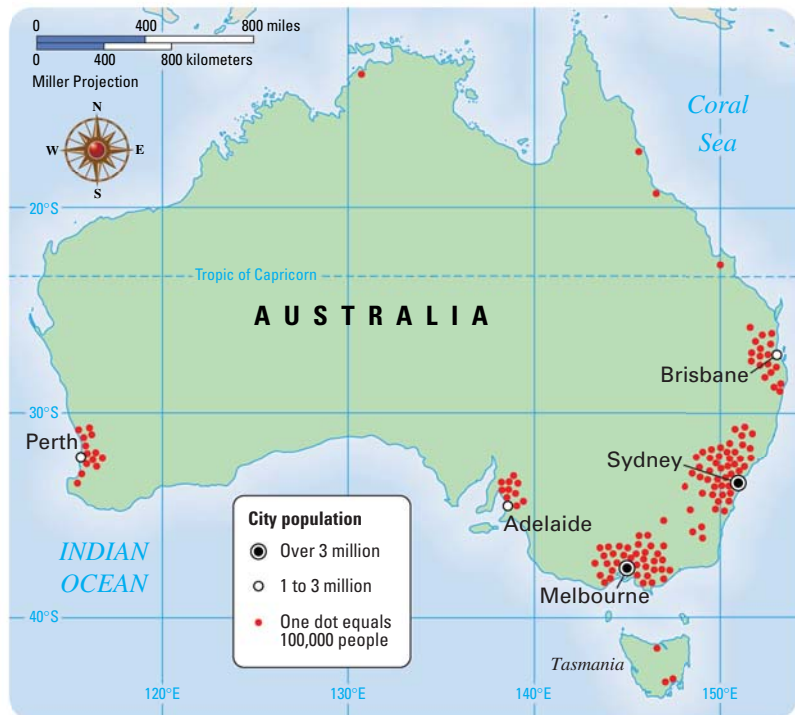 0 400 800 miles
0 400 800 kilometers
Miller Projection
N
W E
S
Coral
Sea
20°S
Tropic of Capricorn
AUSTRALIA
Brisbane
30°S
Perth
Sydney
Adelaide
INDIAN
OCEAN
City population
Over 3 million
1 to 3 million
One dot equals
100,000 people
Melbourne
40°S
Tasmania
120°E 130°E 140°E 150°E